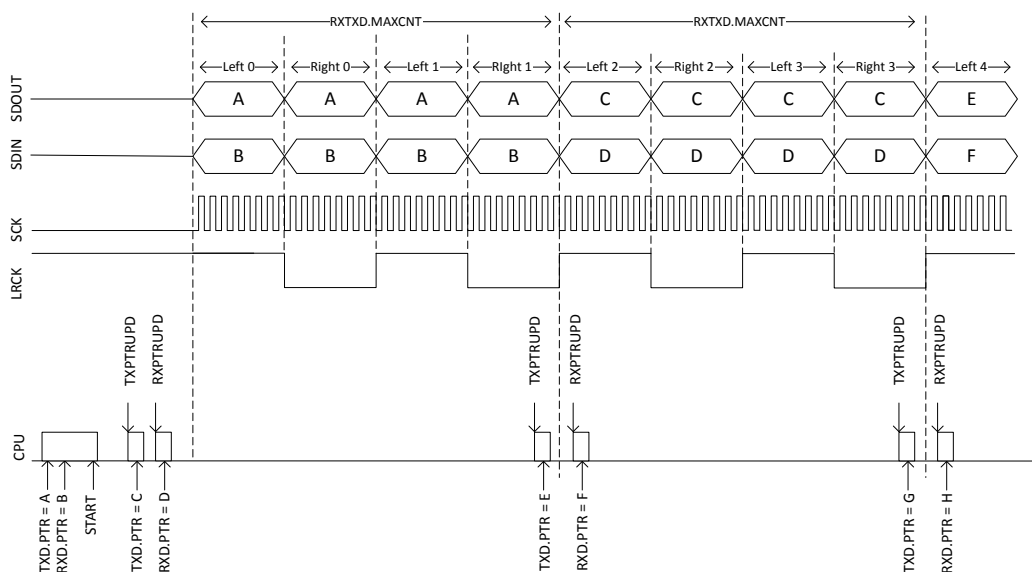 RXTXD.MAXCNT RXTXD.MAXCNT
Left 0 Right 0 Left 1 RIght 1 Left 2 Right 2 Left 3 Right 3 Left 4
SDOUT A A A A C C C C E
SDIN B B B B D D D D F
SCK
LRCK
TXPTRUPD RXPTRUPD TXPTRUPD RXPTRUPD TXPTRUPD RXPTRUPD
CPU
TXD.PTR = A RXD.PTR = B START TXD.PTR = C RXD.PTR = D TXD.PTR = E RXD.PTR = F TXD.PTR = G RXD.PTR = H